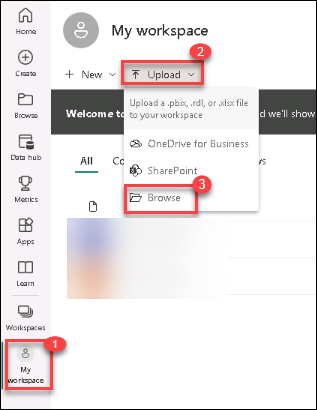 Home
My workspace
2
Create
+ New
Upload
Browse
Welcome to
d we'll show
Upload a .pbix, .rdl, or .xlsx file
to your workspace
Data hub
OneDrive for Business
All
Co
ws
SharePoint
Metrics
3
Browse
Apps
Learn
Workspaces
1
My
workspace